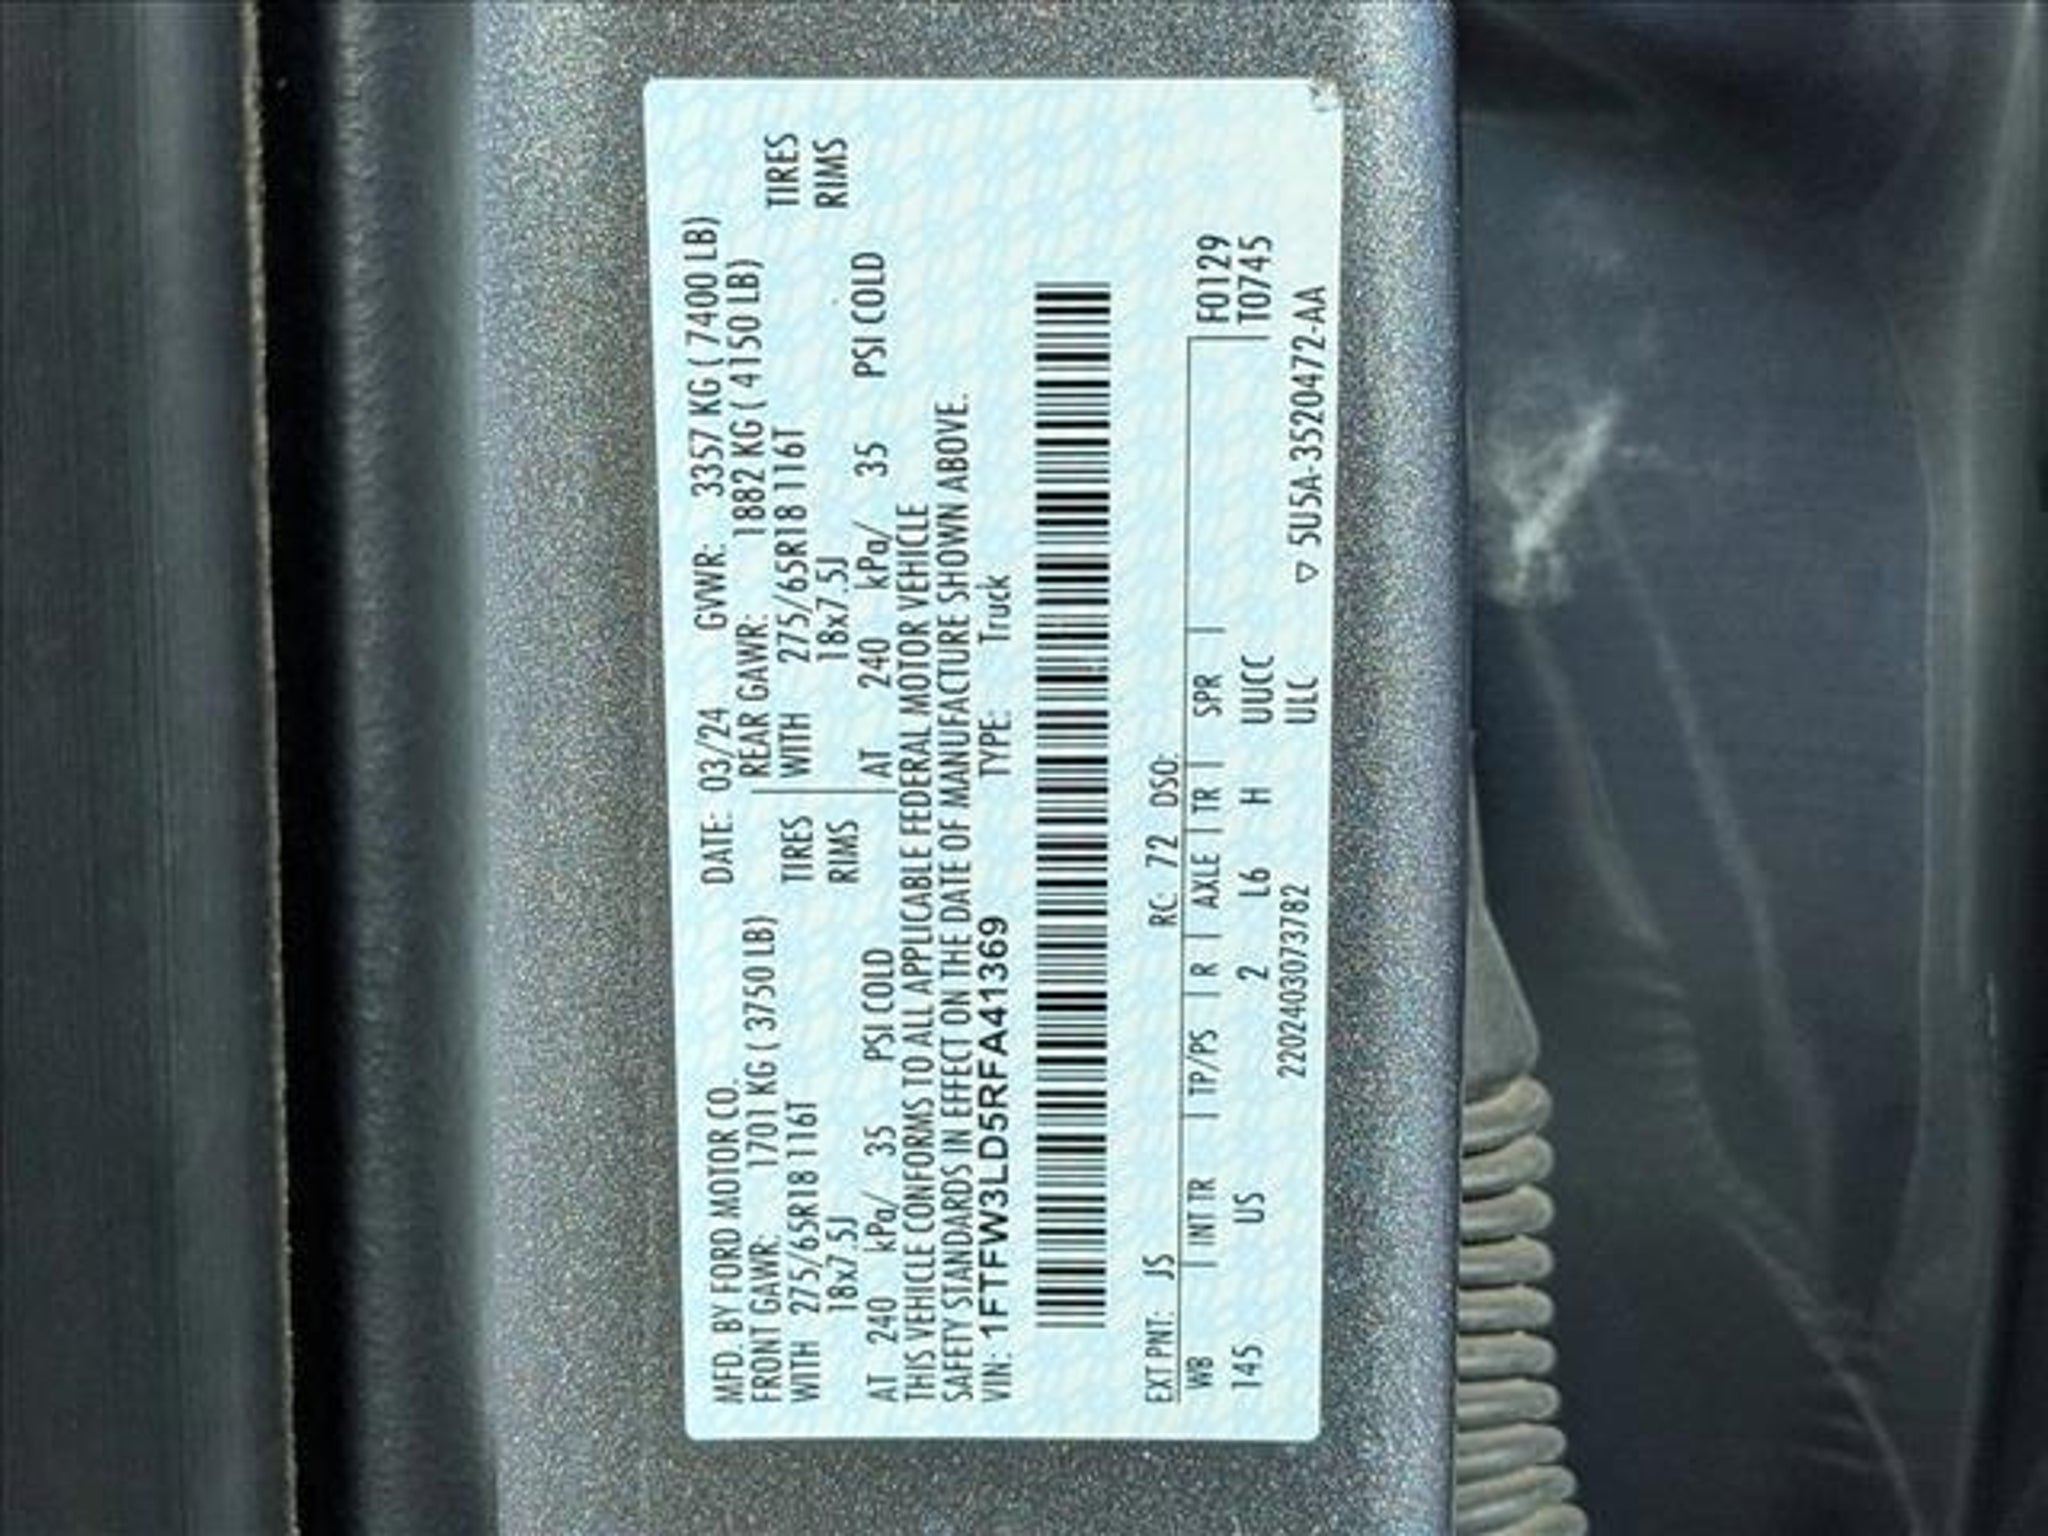 MFD. BY FORD MOTOR CO. DATE: 03/24 GVWR: 3357 KG ( 7400 LB)
FRONT GAWR: 1701 KG ( 3750 LB) REAR GAWR: 1882 KG ( 4150 LB)
WITH 275/65R18 116T TIRES WITH 275/65R18 116T TIRES
18x7.5J RIMS 18x7.5J RIMS
AT 240 kPa/ 35 PSI COLD AT 240 kPa/ 35 PSI COLD
THIS VEHICLE CONFORMS TO ALL APPLICABLE FEDERAL MOTOR VEHICLE
SAFETY STANDARDS IN EFFECT ON THE DATE OF MANUFACTURE SHOWN ABOVE.
VIN: 1FTFW3LD5RFA41369 TYPE: Truck
EXT PNT: JS RC: 72 DSO:
WB INT TR TP/PS R AXLE TR SPR F0129
145 US 2 L6 H UUCC T0745
220240307378​2 ULC ▽ 5U5A-3520472-AA